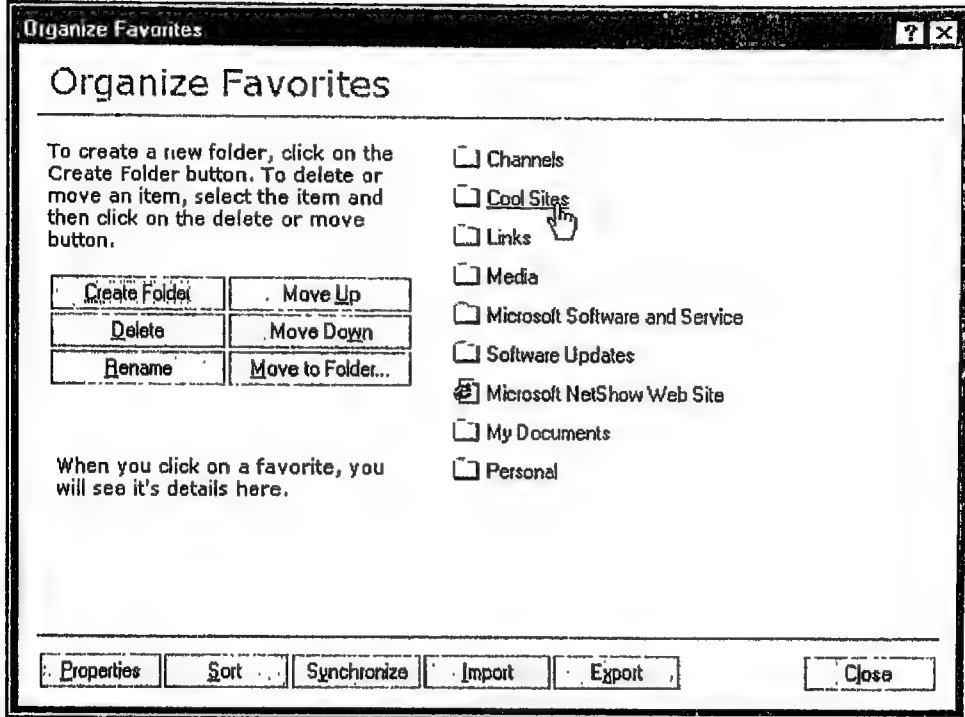 Organize Favorites
Organize Favorites
To create a new folder, click on the
Create Folder button. To delete or
move an item, select the item and
then click on the delete or move
button.
Create Folder
Move Up
Delete
Move Down
Rename
Move to Folder...
When you click on a favorite, you
will see it's details here.
Channels
Cool Sites
Links
Media
Microsoft Software and Service
Software Updates
Microsoft NetShow Web Site
My Documents
Personal
Properties
Sort
Synchronize
Import
Export
Close